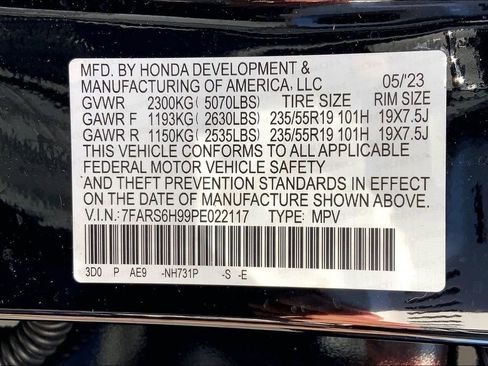 MFD. BY HONDA DEVELOPMENT &
MANUFACTURING OF AMERICA, LLC 05/'23
GVWR 2300KG ( 5070LBS) TIRE SIZE RIM SIZE
GAWR F 1193KG ( 2630LBS) 235/55R19 101H 19X7.5J
GAWR R 1150KG ( 2535LBS) 235/55R19 101H 19X7.5J
THIS VEHICLE CONFORMS TO ALL APPLICABLE
FEDERAL MOTOR VEHICLE SAFETY
AND THEFT PREVENTION STANDARDS IN EFFECT
ON THE DATE OF MANUFACTURE SHOWN ABOVE.
V.I.N.: 7FARS6H99PE022117 TYPE: MPV
3D0 P AE9 -NH731P -S -E